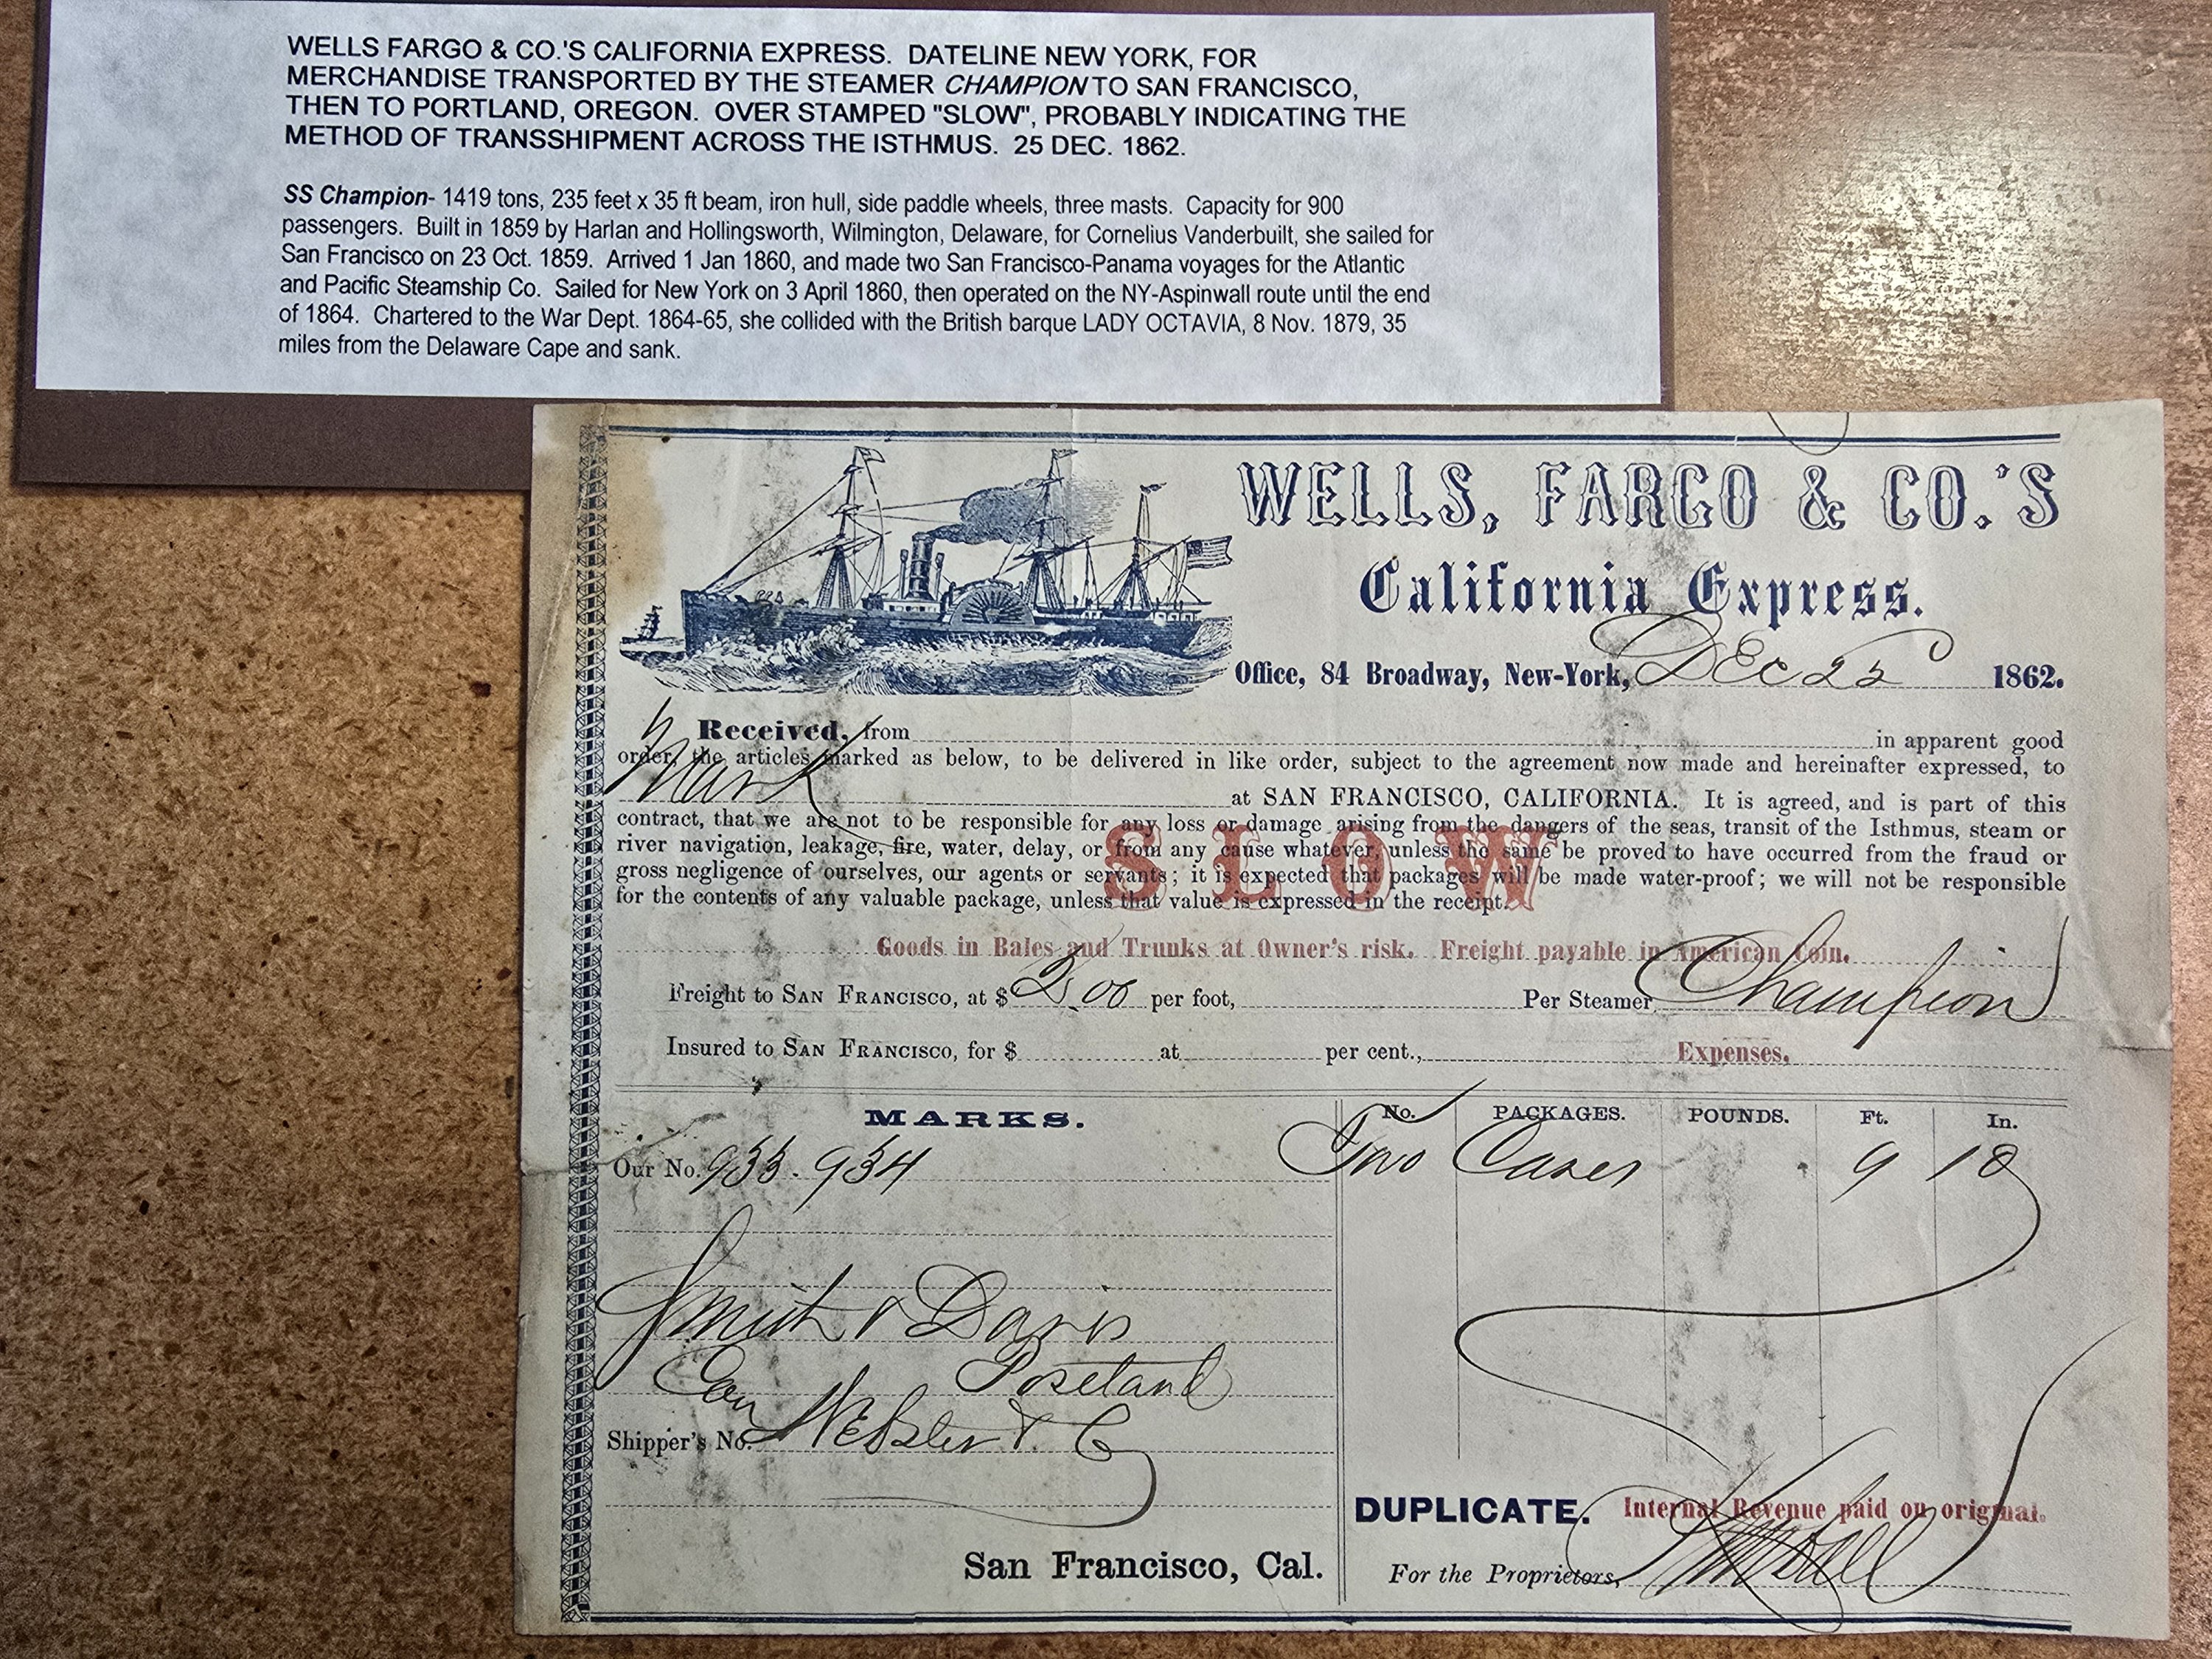 WELLS FARGO & CO.'S CALIFORNIA EXPRESS. DATELINE NEW YORK, FOR
MERCHANDISE TRANSPORTED BY THE STEAMER CHAMPION TO SAN FRANCISCO,
THEN TO PORTLAND, OREGON. OVER STAMPED "SLOW", PROBABLY INDICATING THE
METHOD OF TRANSSHIPMENT ACROSS THE ISTHMUS. 25 DEC. 1862.
SS Champion- 1419 tons, 235 feet x 35 ft beam, iron hull, side paddle wheels, three masts. Capacity for 900
passengers. Built in 1859 by Harlan and Hollingsworth, Wilmington, Delaware, for Cornelius Vanderbuilt, she sailed for
San Francisco on 23 Oct. 1859. Arrived 1 Jan 1860, and made two San Francisco-Panama voyages for the Atlantic
and Pacific Steamship Co. Sailed for New York on 3 April 1860, then operated on the NY-Aspinwall route until the end
of 1864. Chartered to the War Dept. 1864-65, she collided with the British barque LADY OCTAVIA, 8 Nov. 1879, 35
miles from the Delaware Cape and sank.
WELLS, FARGO & CO.'S
California Express.
Office, 84 Broadway, New-York, Dec 25 1862.
Received, from in apparent good
order, the articles marked as below, to be delivered in like order, subject to the agreement now made and hereinafter expressed, to
Mark at SAN FRANCISCO, CALIFORNIA. It is agreed, and is part of this
contract, that we are not to be responsible for any loss or damage arising from the dangers of the seas, transit of the Isthmus, steam or
river navigation, leakage, fire, water, delay, or from any cause whatever, unless the same be proved to have occurred from the fraud or
gross negligence of ourselves, our agents or servants; it is expected that packages will be made water-proof; we will not be responsible
for the contents of any valuable package, unless that value is expressed in the receipt.
SLOW
Goods in Bales and Trunks at Owner's risk. Freight payable in American Coin.
Freight to SAN FRANCISCO, at $ 2.00 per foot, Per Steamer Champion
Insured to SAN FRANCISCO, for $ at per cent., Expenses,
MARKS. No. PACKAGES. POUNDS. Ft. In.
Our No. 933. 934 Two Cases 9 10
Smith & Davis
Portland
Shipper's No. Webster & Co
DUPLICATE. Internal Revenue paid on original.
San Francisco, Cal. For the Proprietors,